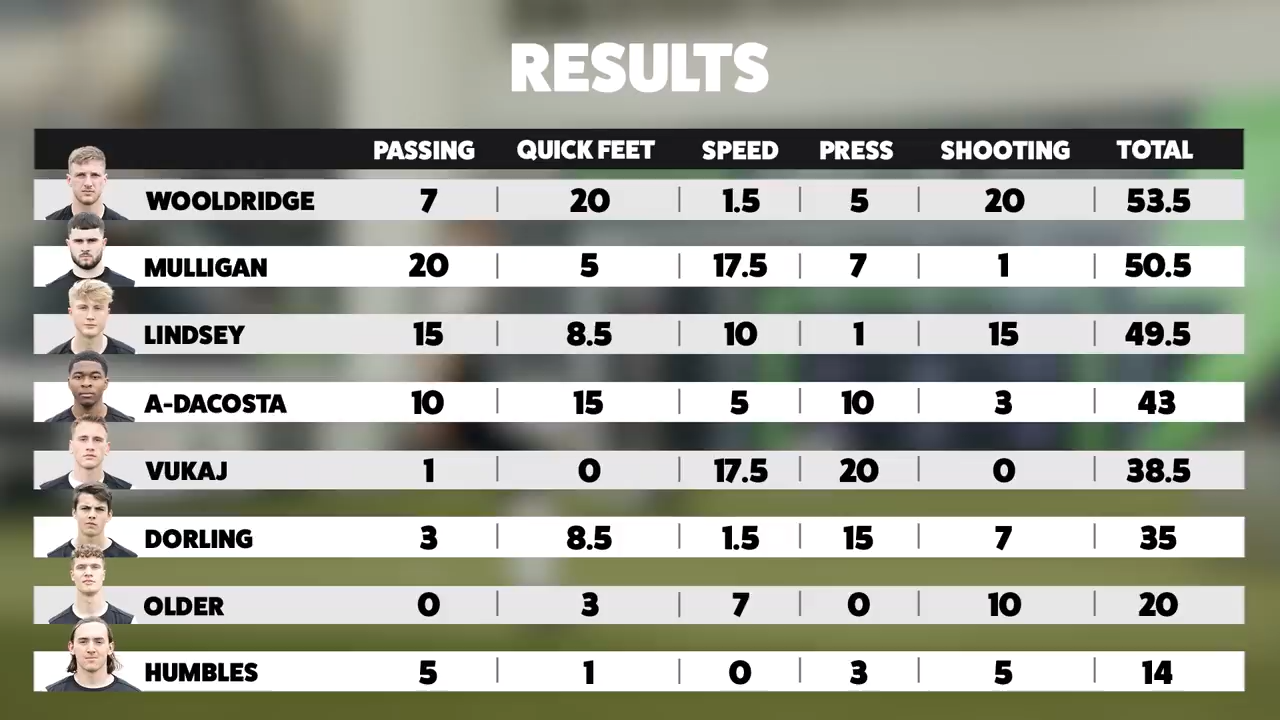 RESULTS
PASSING QUICK FEET SPEED PRESS SHOOTING TOTAL
WOOLDRIDGE 7 20 1.5 5 20 53.5
MULLIGAN 20 5 17.5 7 1 50.5
LINDSEY 15 8.5 10 1 15 49.5
A-DACOSTA 10 15 5 10 3 43
VUKAJ 1 0 17.5 20 0 38.5
DORLING 3 8.5 1.5 15 7 35
OLDER 0 3 7 0 10 20
HUMBLES 5 1 0 3 5 14